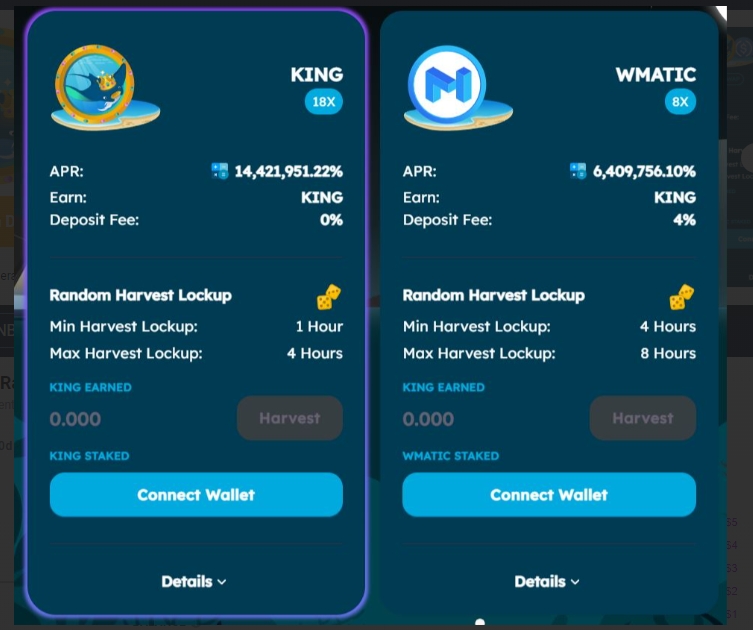 KING
18X
APR: 14,421,951.22%
Earn: KING
Deposit Fee: 0%
Random Harvest Lockup
Min Harvest Lockup: 1 Hour
Max Harvest Lockup: 4 Hours
KING EARNED
0.000 Harvest
KING STAKED
Connect Wallet
Details
WMATIC
8X
APR: 6,409,756.10%
Earn: KING
Deposit Fee: 4%
Random Harvest Lockup
Min Harvest Lockup: 4 Hours
Max Harvest Lockup: 8 Hours
KING EARNED
0.000 Harvest
WMATIC STAKED
Connect Wallet
Details